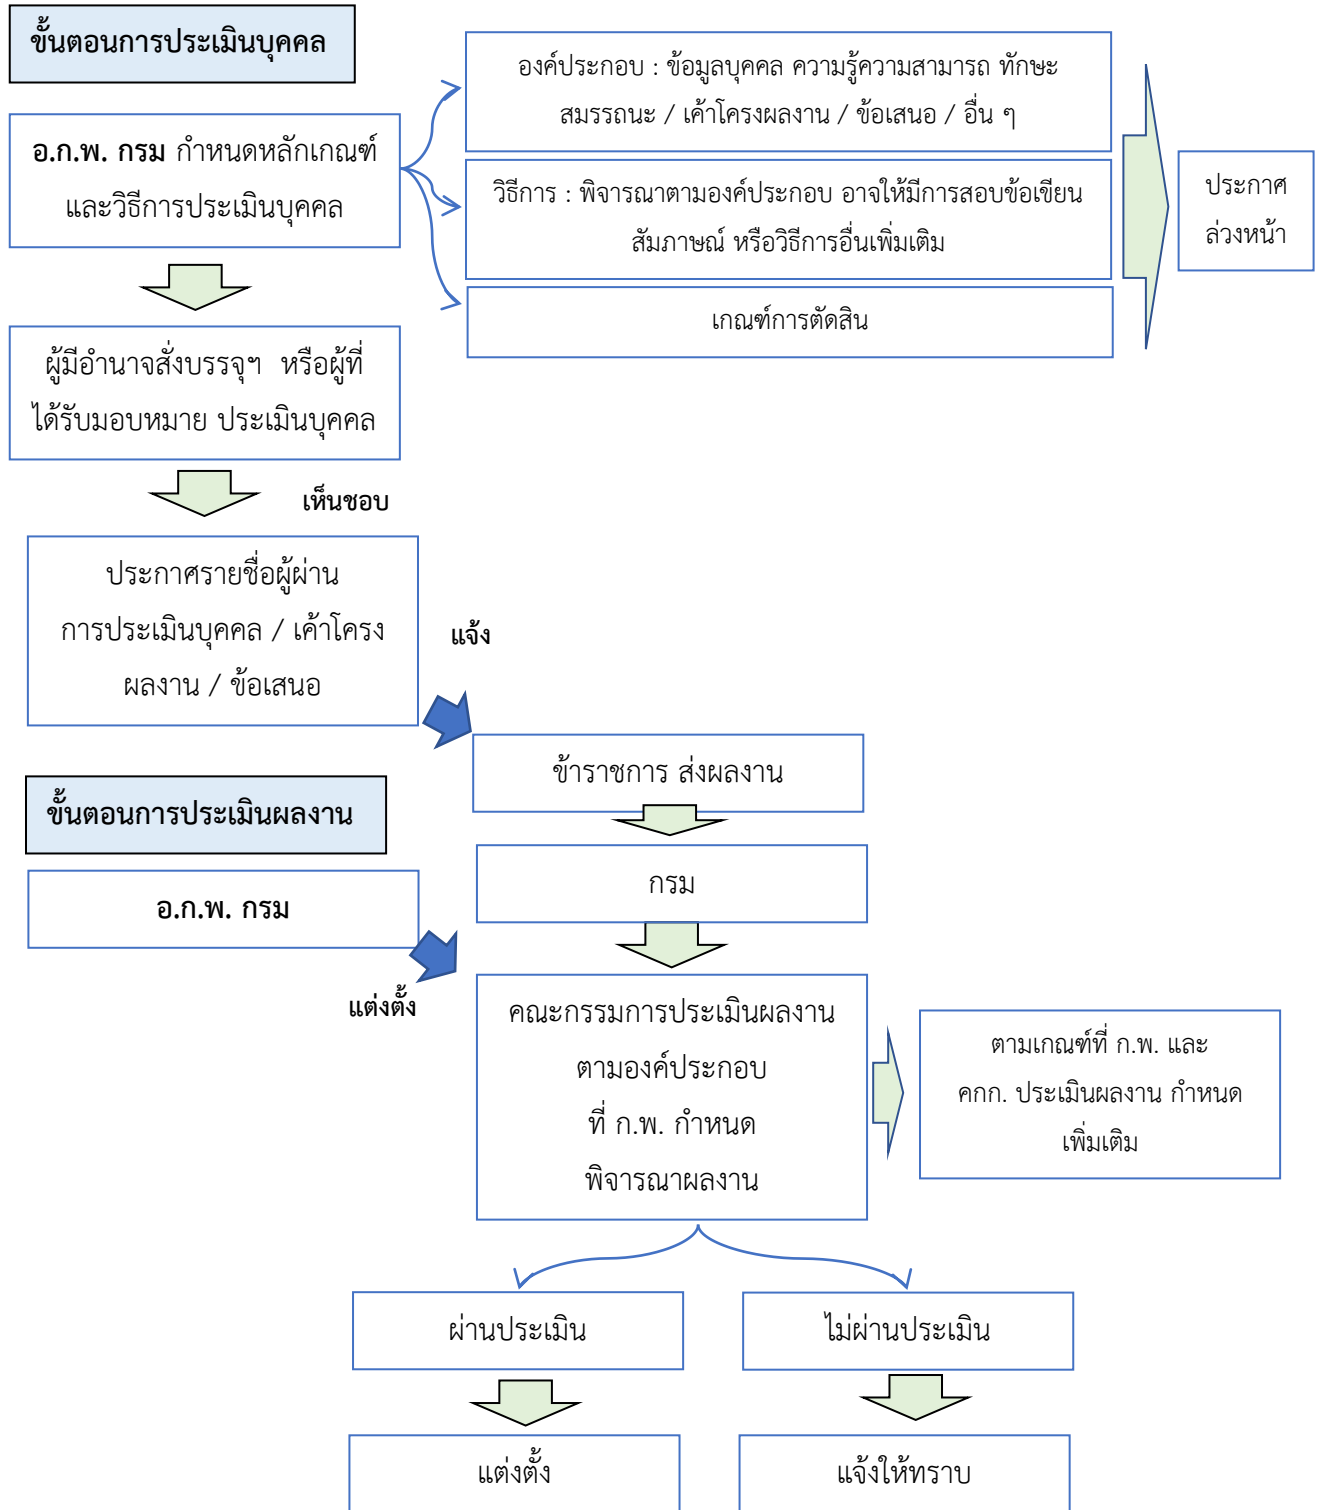 ขั้นตอนการประเมินบุคคล
องค์ประกอบ : ข้อมูลบุคคล ความรู้ความสามารถ ทักษะ
สมรรถนะ / เค้าโครงผลงาน / ข้อเสนอ / อื่น ๆ
อ.ก.พ. กรม กำหนดหลักเกณฑ์
และวิธีการประเมินบุคคล
วิธีการ : พิจารณาตามองค์ประกอบ อาจให้มีการสอบข้อเขียน
สัมภาษณ์ หรือวิธีการอื่นเพิ่มเติม
ประกาศ
ล่วงหน้า
เกณฑ์การตัดสิน
ผู้มีอำนาจสั่งบรรจุฯ หรือผู้ที่
ได้รับมอบหมาย ประเมินบุคคล
เห็นชอบ
ประกาศรายชื่อผู้ผ่าน
การประเมินบุคคล / เค้าโครง
ผลงาน / ข้อเสนอ
แจ้ง
ข้าราชการ ส่งผลงาน
ขั้นตอนการประเมินผลงาน
กรม
อ.ก.พ. กรม
แต่งตั้ง
คณะกรรมการประเมินผลงาน
ตามองค์ประกอบ
ที่ ก.พ. กำหนด
พิจารณาผลงาน
ตามเกณฑ์ที่ ก.พ. และ
คกก. ประเมินผลงาน กำหนด
เพิ่มเติม
ผ่านประเมิน
ไม่ผ่านประเมิน
แต่งตั้ง
แจ้งให้ทราบ